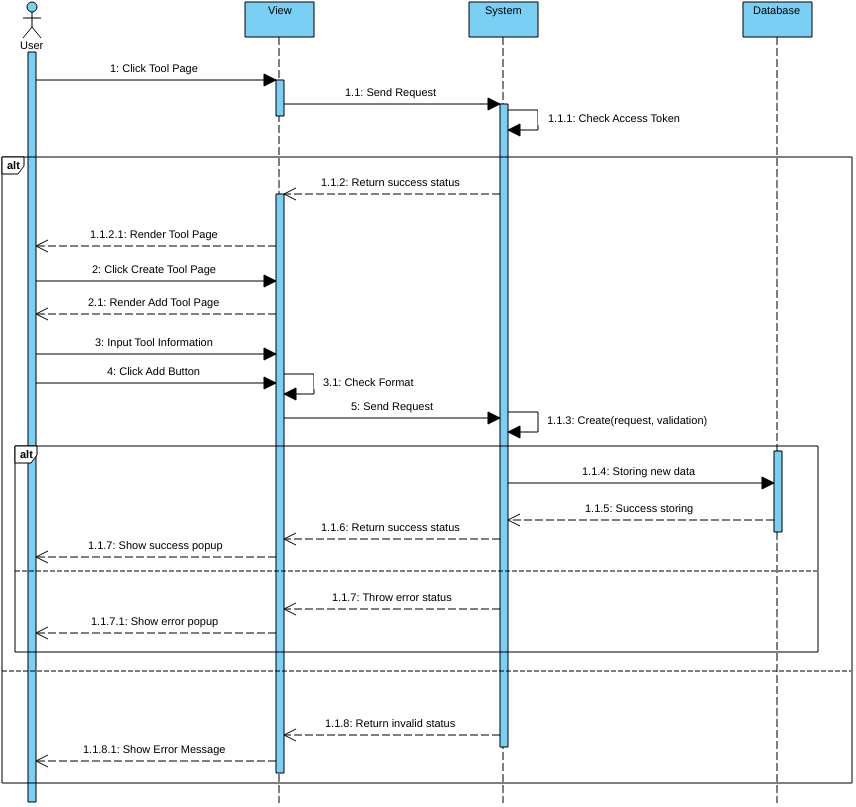 View
System
Database
User
1: Click Tool Page
1.1: Send Request
1.1.1: Check Access Token
alt
1.1.2: Return success status
1.1.2.1: Render Tool Page
2: Click Create Tool Page
2.1: Render Add Tool Page
3: Input Tool Information
4: Click Add Button
3.1: Check Format
5: Send Request
1.1.3: Create(request, validation)
alt
1.1.4: Storing new data
1.1.5: Success storing
1.1.6: Return success status
1.1.7: Show success popup
1.1.7: Throw error status
1.1.7.1: Show error popup
1.1.8: Return invalid status
1.1.8.1: Show Error Message